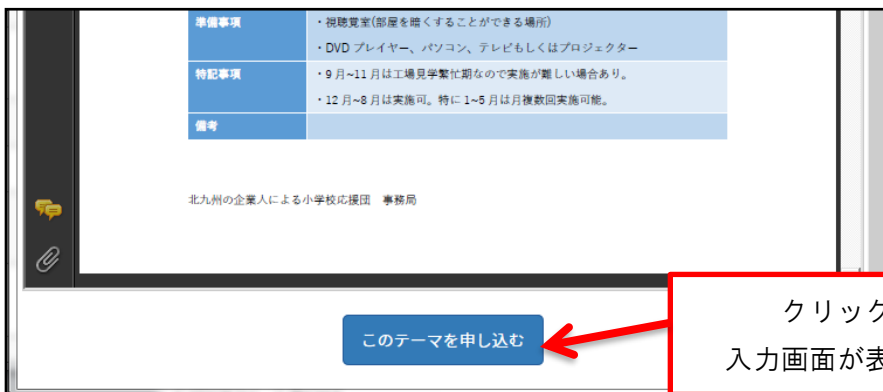 準備事項 ・視聴覚室(部屋を暗くすることができる場所)
・DVD プレイヤー、パソコン、テレビもしくはプロジェクター
特記事項 ・9月~11月は工場見学繁忙期なので実施が難しい場合あり。
・12月~8月は実施可。特に1~5月は月複数回実施可能。
備考
北九州の企業人による小学校応援団　事務局
このテーマを申し込む
クリック
入力画面が表